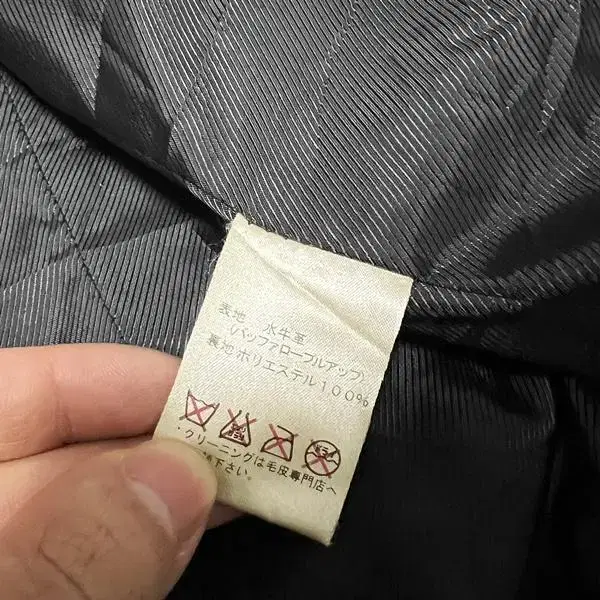 表地 水牛革
(バッファロープルアップ)
裏地ポリエステル100%
・クリーニングは毛皮専門店へ
下さい。